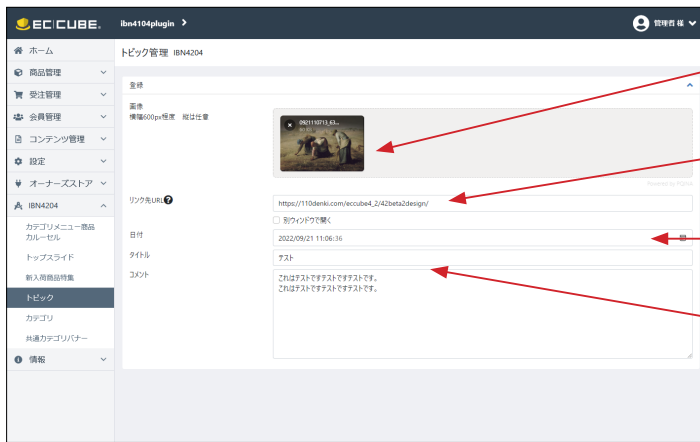 EC CUBE.
ibn4104plugin
管理者 様
ホーム
商品管理
受注管理
会員管理
コンテンツ管理
設定
オーナーズストア
IBN4204
カテゴリメニュー商品
カルーセル
トップスライド
新入荷商品特集
トピック
カテゴリ
共通カテゴリバナー
情報
トピック管理 IBN4204
登録
画像
横幅600px程度 縦は任意
0921110713_63...
Powered by PQINA
リンク先URL
https://110denki.com/eccube4_2/42beta2design/
別ウィンドウで開く
日付
2022/09/21 11:06:36
タイトル
テスト
コメント
これはテストですテストですテストです。
これはテストですテストですテストです。